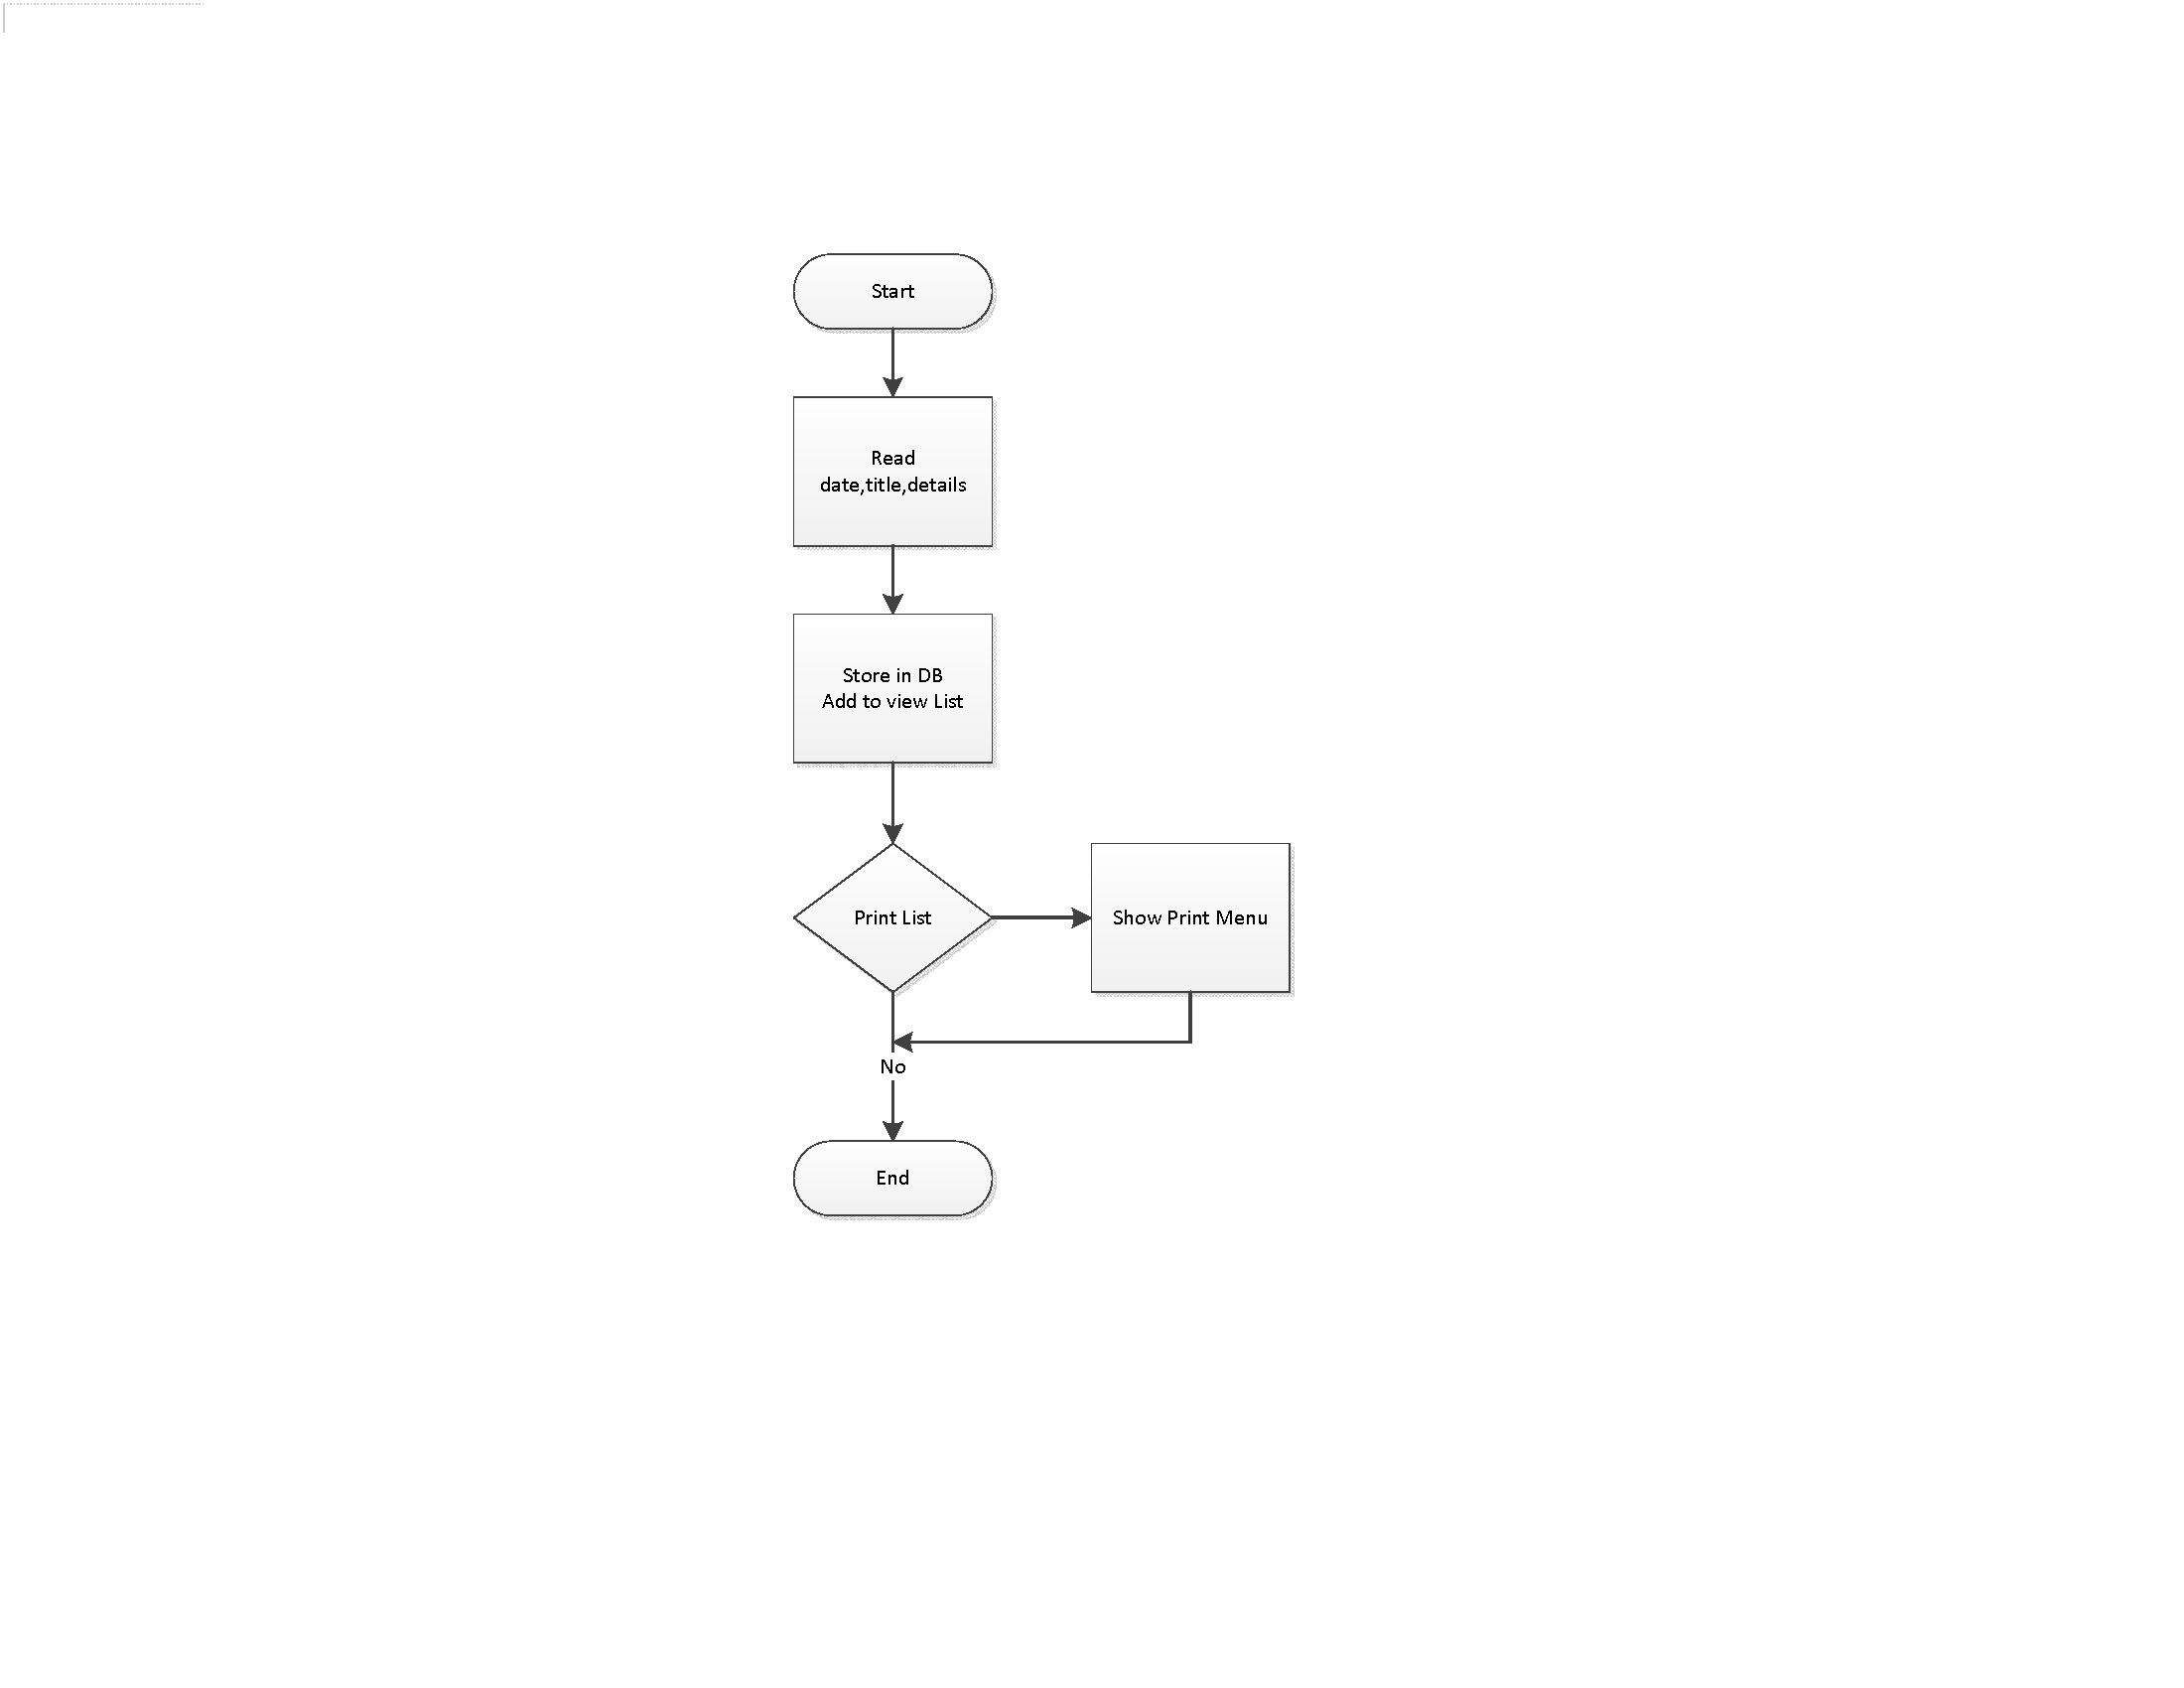 Start
Read
date,title,details
Store in DB
Add to view List
Print List
Show Print Menu
No
End